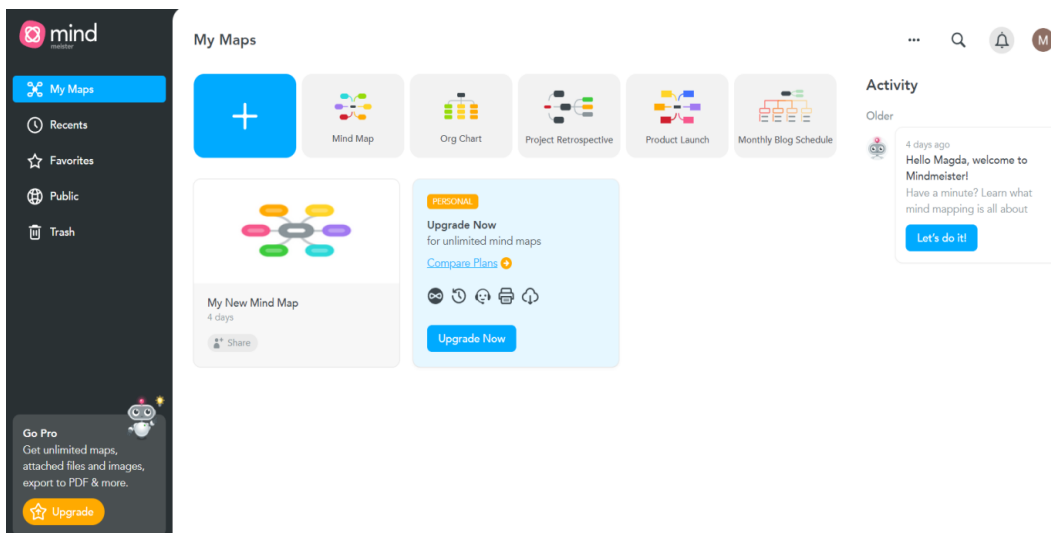 mind
meister
My Maps
Recents
Favorites
Public
Trash
Go Pro
Get unlimited maps,
attached files and images,
export to PDF & more.
Upgrade
My Maps
M
Mind Map
Org Chart
Project Retrospective
Product Launch
Monthly Blog Schedule
My New Mind Map
4 days
Share
PERSONAL
Upgrade Now
for unlimited mind maps
Compare Plans
Upgrade Now
Activity
Older
4 days ago
Hello Magda, welcome to
Mindmeister!
Have a minute? Learn what
mind mapping is all about
Let's do it!